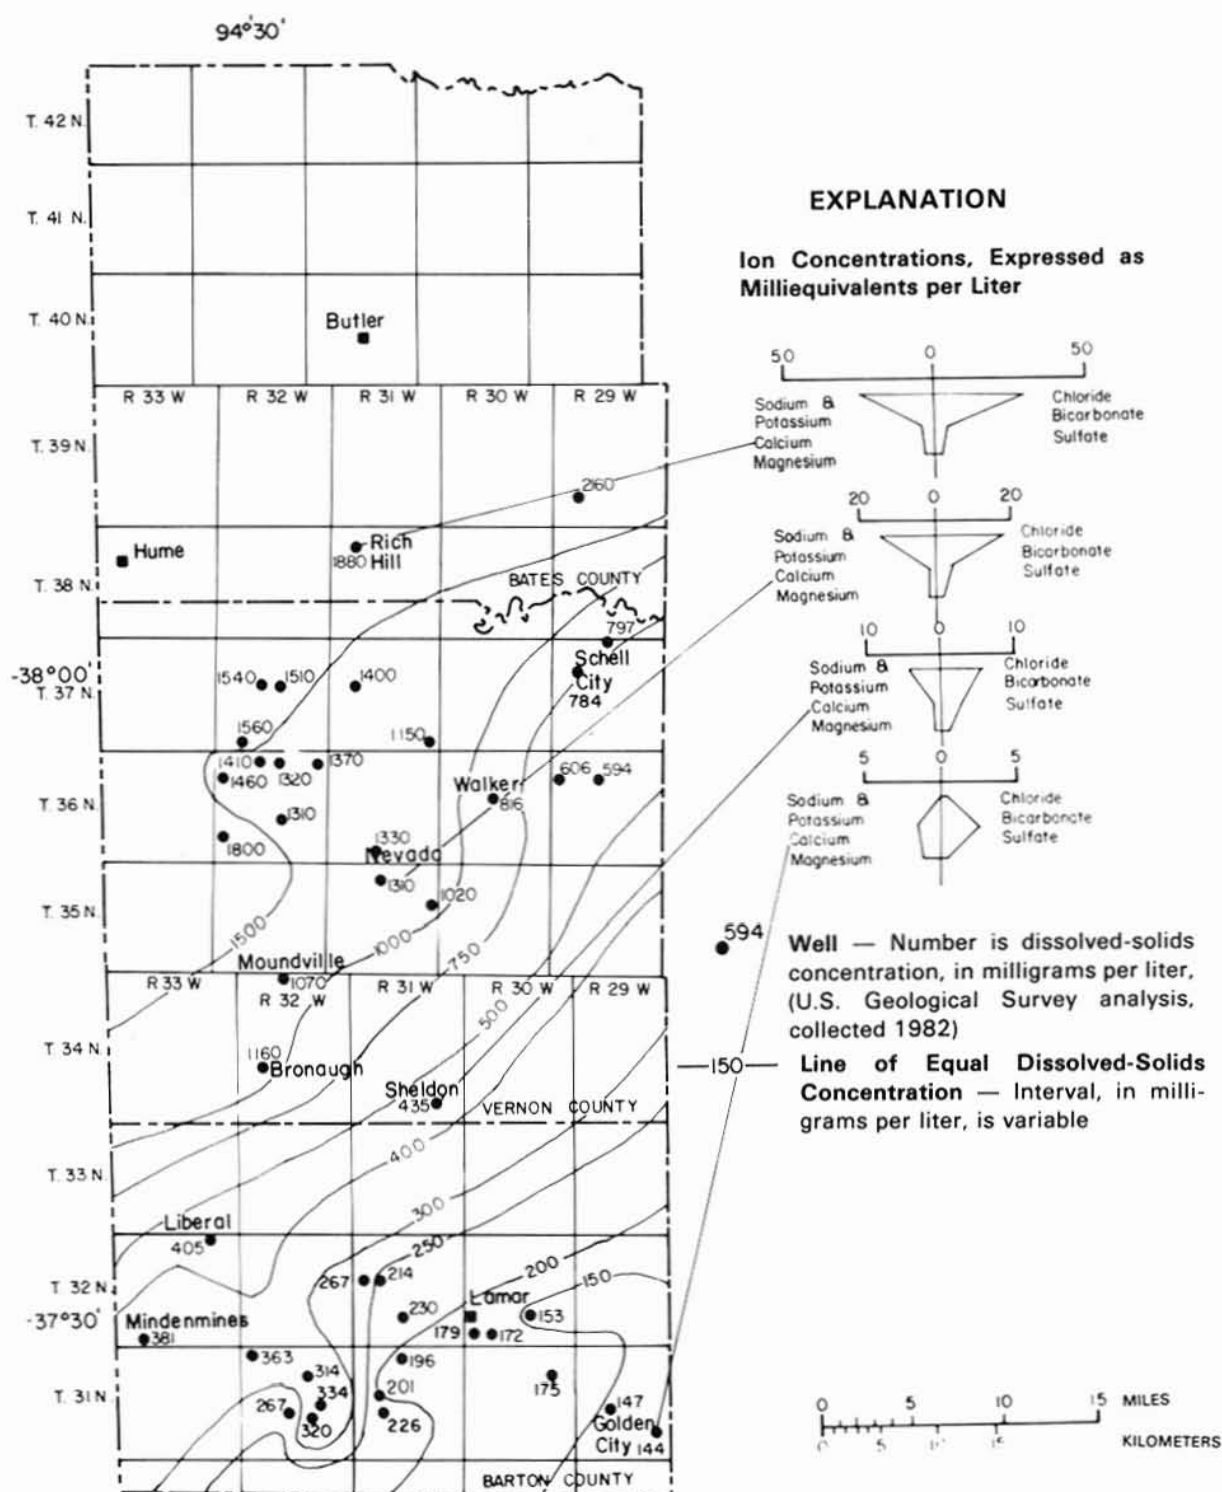 94°30'
T. 42 N.
T. 41 N.
T. 40 N.
Butler
R 33 W R 32 W R 31 W R 30 W R 29 W
T. 39 N.
2160
Hume
Rich
Hill
1880
T. 38 N.
BATES COUNTY
797
-38°00'
Schell
City
784
1540
1510
1400
T. 37 N.
1560
1150
1410
1460
1320
1370
Walker
816
606
594
T. 36 N.
1310
1800
1330
Nevada
1310
1020
T. 35 N.
1500
1000
750
Moundville
1070
R 33 W R 32 W R 31 W R 30 W R 29 W
500
T. 34 N.
1160
Bronaugh
Sheldon
435
VERNON COUNTY
400
T. 33 N.
300
Liberal
405
250
200
150
T. 32 N.
267
214
-37°30'
Mindenmines
381
230
Lamar
153
179
172
363
314
196
T. 31 N.
334
267
320
201
226
175
147
Golden
City 144
BARTON COUNTY
EXPLANATION
Ion Concentrations, Expressed as
Milliequivalents per Liter
50 0 50
Sodium &
Potassium
Calcium
Magnesium
Chloride
Bicarbonate
Sulfate
20 0 20
Sodium &
Potassium
Calcium
Magnesium
Chloride
Bicarbonate
Sulfate
10 0 10
Sodium &
Potassium
Calcium
Magnesium
Chloride
Bicarbonate
Sulfate
5 0 5
Sodium &
Potassium
Calcium
Magnesium
Chloride
Bicarbonate
Sulfate
594
Well — Number is dissolved-solids
concentration, in milligrams per liter,
(U.S. Geological Survey analysis,
collected 1982)
150
Line of Equal Dissolved-Solids
Concentration — Interval, in milli-
grams per liter, is variable
0 5 10 15 MILES
0 5 10 15 KILOMETERS